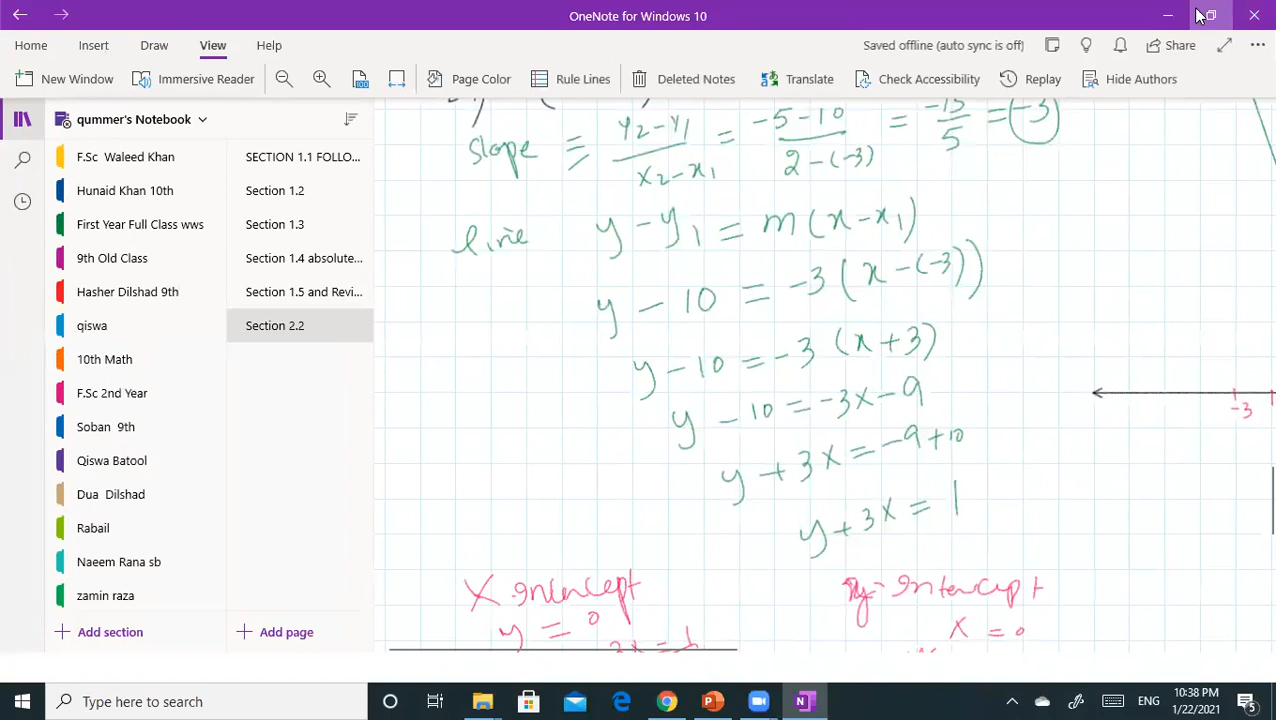 OneNote for Windows 10
Home Insert Draw View Help
Saved offline (auto sync is off) Share
New Window Immersive Reader Page Color Rule Lines Deleted Notes Translate Check Accessibility Replay Hide Authors
qummer's Notebook
F.Sc Waleed Khan
Hunaid Khan 10th
First Year Full Class wws
9th Old Class
Hasher Dilshad 9th
qiswa
10th Math
F.Sc 2nd Year
Soban 9th
Qiswa Batool
Dua Dilshad
Rabail
Naeem Rana sb
zamin raza
Add section
SECTION 1.1 FOLLO...
Section 1.2
Section 1.3
Section 1.4 absolute...
Section 1.5 and Revi...
Section 2.2
Add page
slope = y2-y1/x2-x1 = -5-10/2-(-3) = -15/5 = -3
line y-y1 = m(x-x1)
y-10 = -3(x-(-3))
y-10 = -3(x+3)
y-10 = -3x-9
y+3x = -9+10
y+3x = 1
X intercept
y = 0
3x = 1
y-intercept
x = 0
-3
Type here to search
ENG
10:38 PM
1/22/2021
5